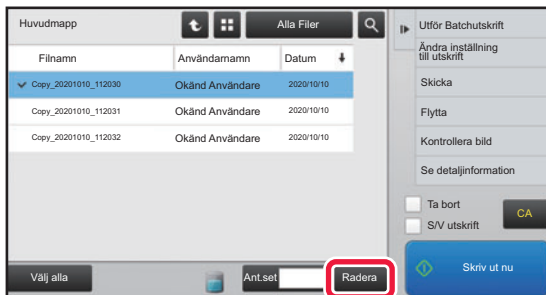 Huvudmapp
Alla Filer
Filnamn
Användarnamn
Datum
Copy_20201010_112030
Okänd Användare
2020/10/10
Copy_20201010_112031
Okänd Användare
2020/10/10
Copy_20201010_112032
Okänd Användare
2020/10/10
Välj alla
Ant.set
Radera
Utför Batchutskrift
Ändra inställning
till utskrift
Skicka
Flytta
Kontrollera bild
Se detaljinformation
Ta bort
S/V utskrift
CA
Skriv ut nu